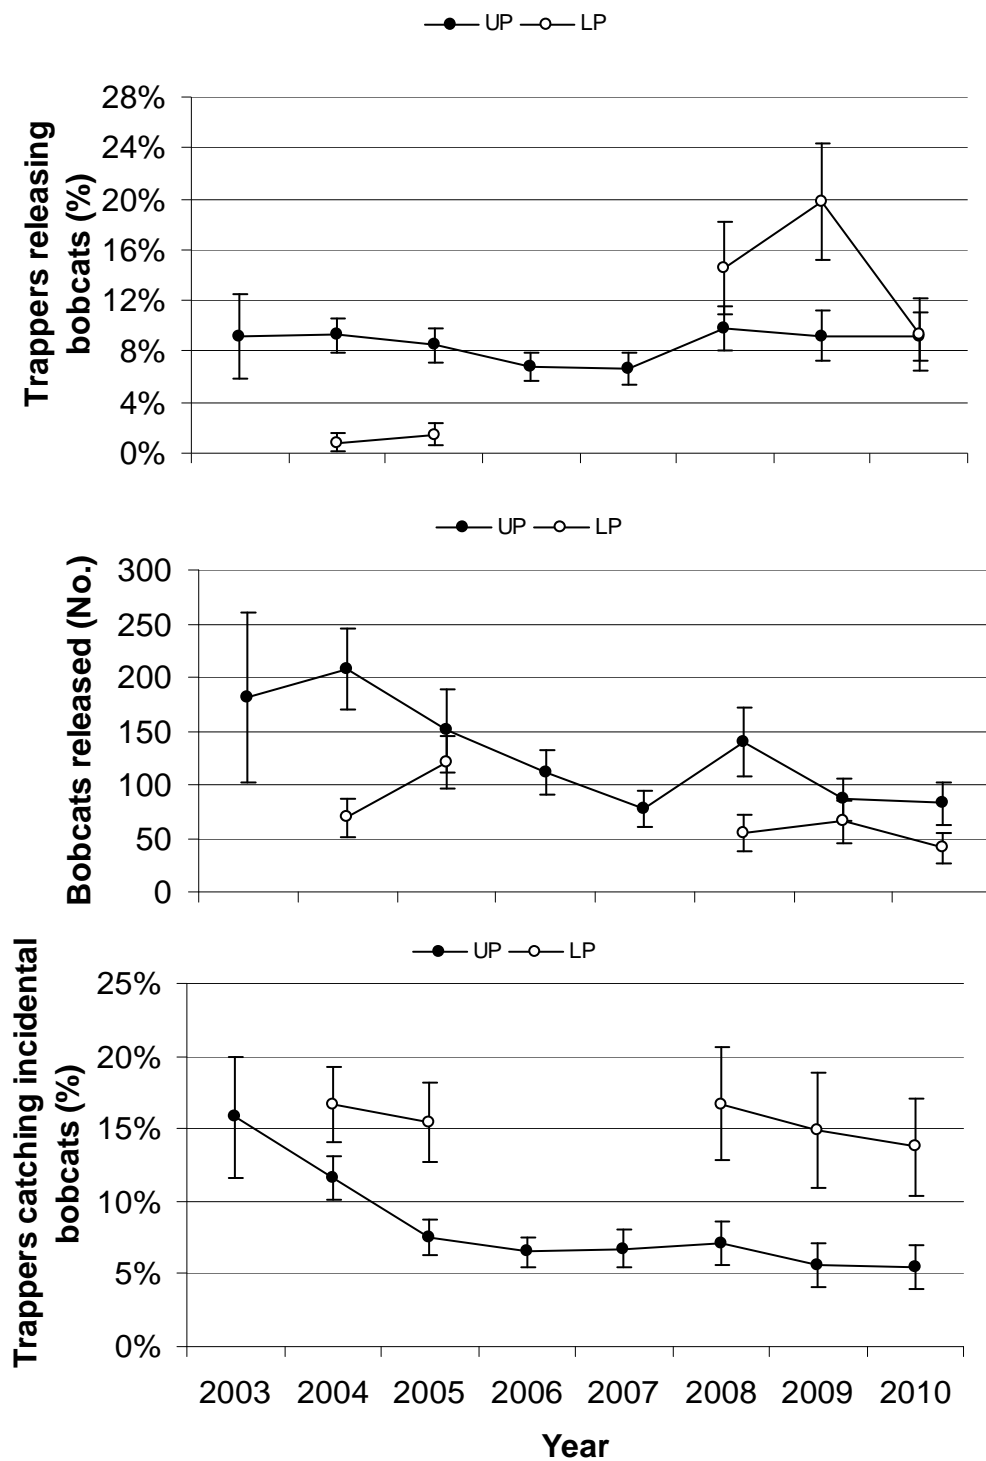 UP LP
Trappers releasing
bobcats (%)
28%
24%
20%
16%
12%
8%
4%
0%
UP LP
Bobcats released (No.)
300
250
200
150
100
50
0
UP LP
Trappers catching incidental
bobcats (%)
25%
20%
15%
10%
5%
0%
2003 2004 2005 2006 2007 2008 2009 2010
Year